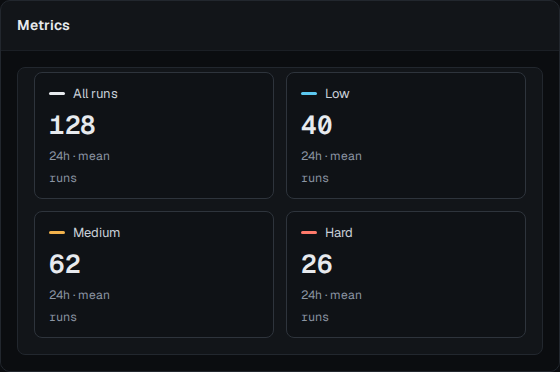 Metrics
All runs
128
24h · mean
runs
Low
40
24h · mean
runs
Medium
62
24h · mean
runs
Hard
26
24h · mean
runs